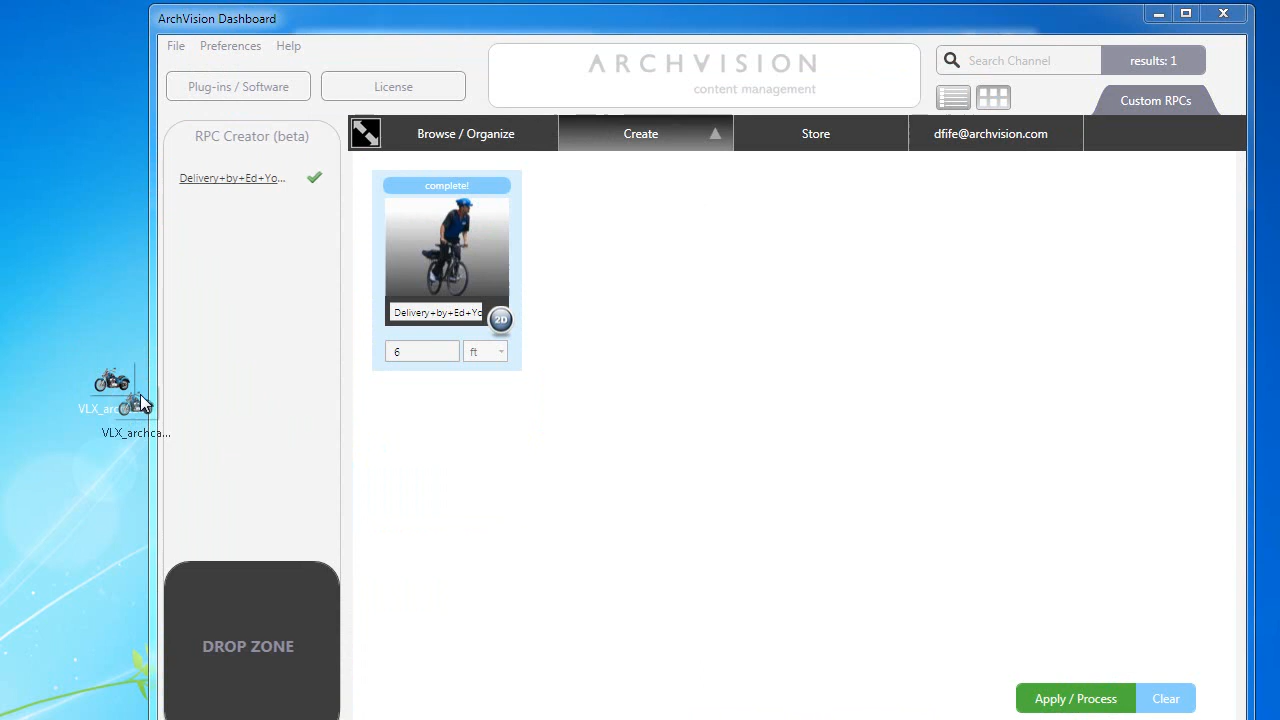 ArchVision Dashboard
File Preferences Help
Plug-ins / Software
License
ARCHVISION
content management
Search Channel
results: 1
Custom RPCs
RPC Creator (beta)
Browse / Organize
Create
Store
dfife@archvision.com
Delivery+by+Ed+Yo...
complete!
Delivery+by+Ed+Yo
2D
6
ft
VLX_arc
VLX_archca...
DROP ZONE
Apply / Process
Clear